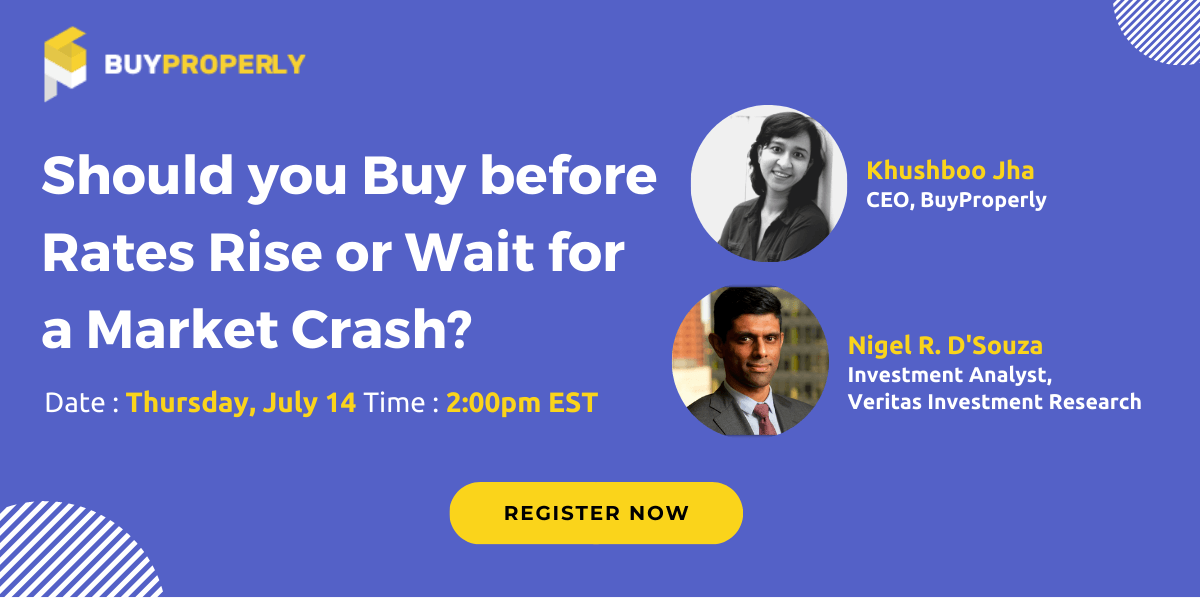 BUYPROPERLY
Should you Buy before
Rates Rise or Wait for
a Market Crash?
Date : Thursday, July 14 Time : 2:00pm EST
Khushboo Jha
CEO, BuyProperly
Nigel R. D'Souza
Investment Analyst,
Veritas Investment Research
REGISTER NOW